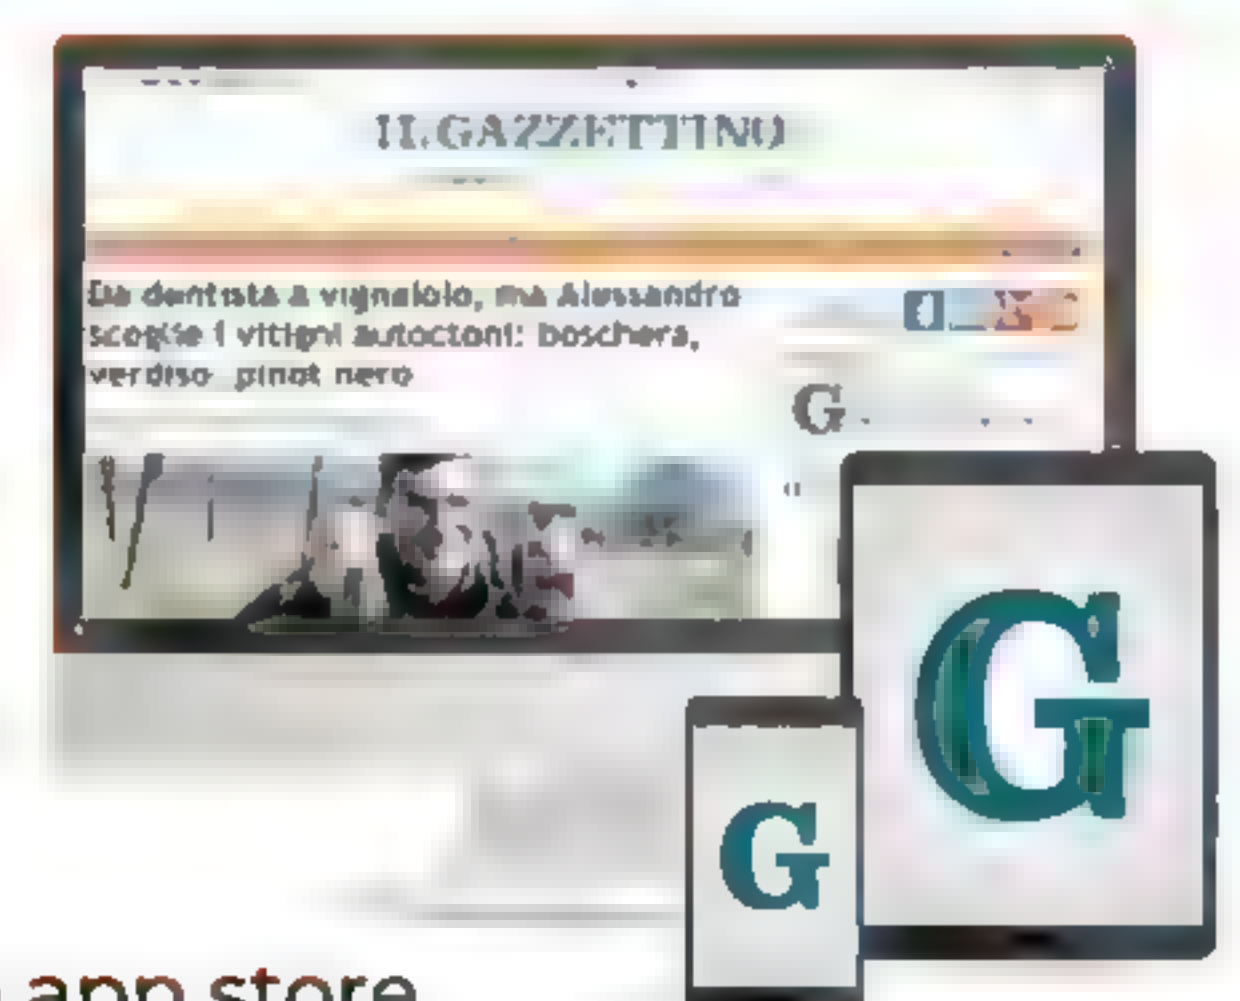 IL GAZZETTINO
Da dentista a vignaiolo, ma Alessandro
scoglie i vitigni autoctoni: boschera,
verdiso pinot nero
G
G
G
app store